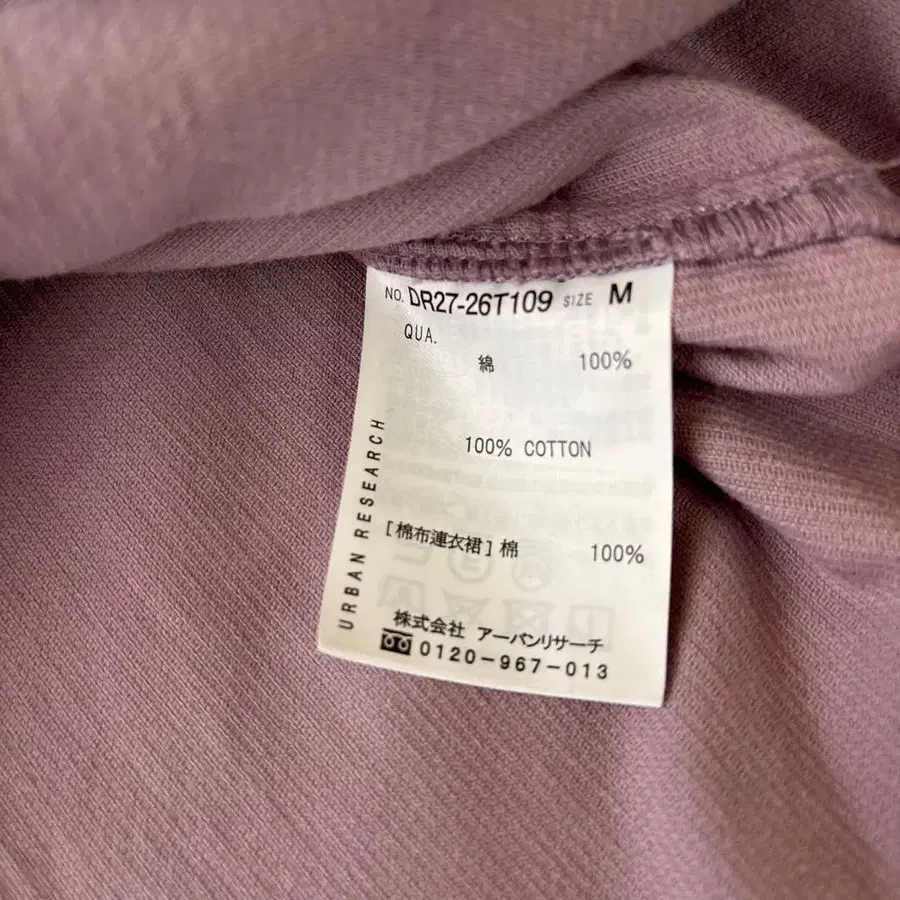 NO. DR27-26T109 SIZE M
QUA.
綿 100%
100% COTTON
[棉布連衣裙] 棉 100%
URBAN RESEARCH
株式会社 アーバンリサーチ
0120-967-013